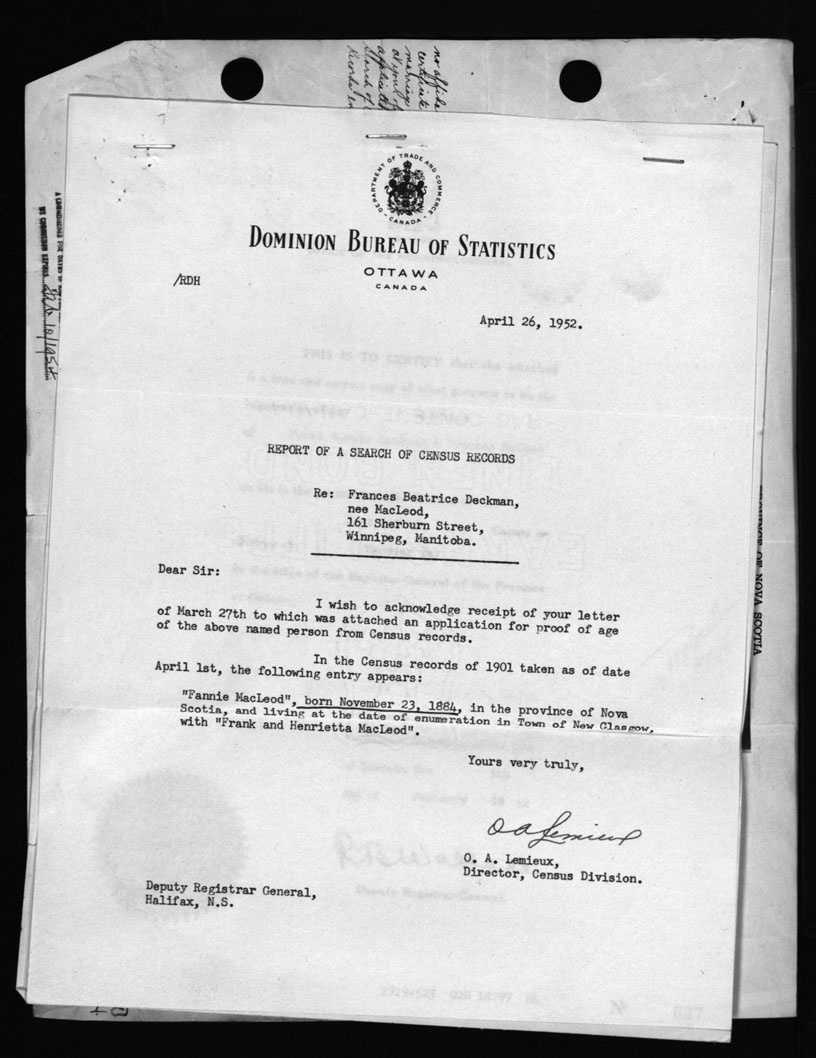 no affida
certificate
marriage
DEPARTMENT OF TRADE AND COMMERCE
CANADA
DOMINION BUREAU OF STATISTICS
OTTAWA
CANADA
/RDH
April 26, 1952.
REPORT OF A SEARCH OF CENSUS RECORDS
Re: Frances Beatrice Deckman,
nee MacLeod,
161 Sherburn Street,
Winnipeg, Manitoba.
Dear Sir:
I wish to acknowledge receipt of your letter
of March 27th to which was attached an application for proof of age
of the above named person from Census records.
In the Census records of 1901 taken as of date
April 1st, the following entry appears:
"Fannie MacLeod", born November 23, 1884, in the province of Nova
Scotia, and living at the date of enumeration in Town of New Glasgow,
with "Frank and Henrietta MacLeod".
Yours very truly,
O A Lemieux
O. A. Lemieux,
Director, Census Division.
Deputy Registrar General,
Halifax, N.S.
PROVINCE OF NOVA SCOTIA